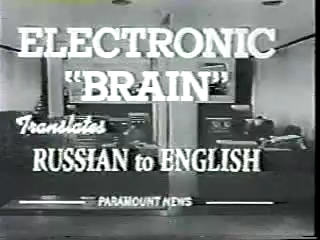 ELECTRONIC
"BRAIN"
Translates
RUSSIAN to ENGLISH
PARAMOUNT NEWS